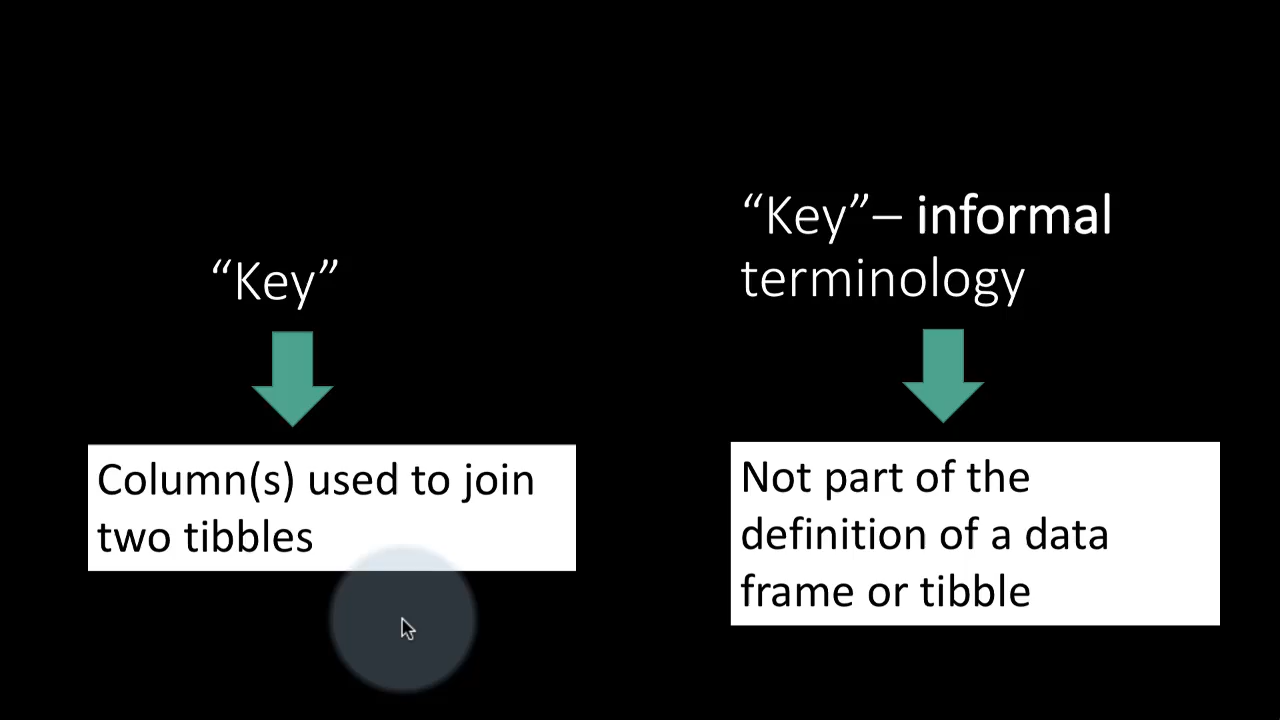 “Key”
Column(s) used to join
two tibbles
“Key”– informal
terminology
Not part of the
definition of a data
frame or tibble